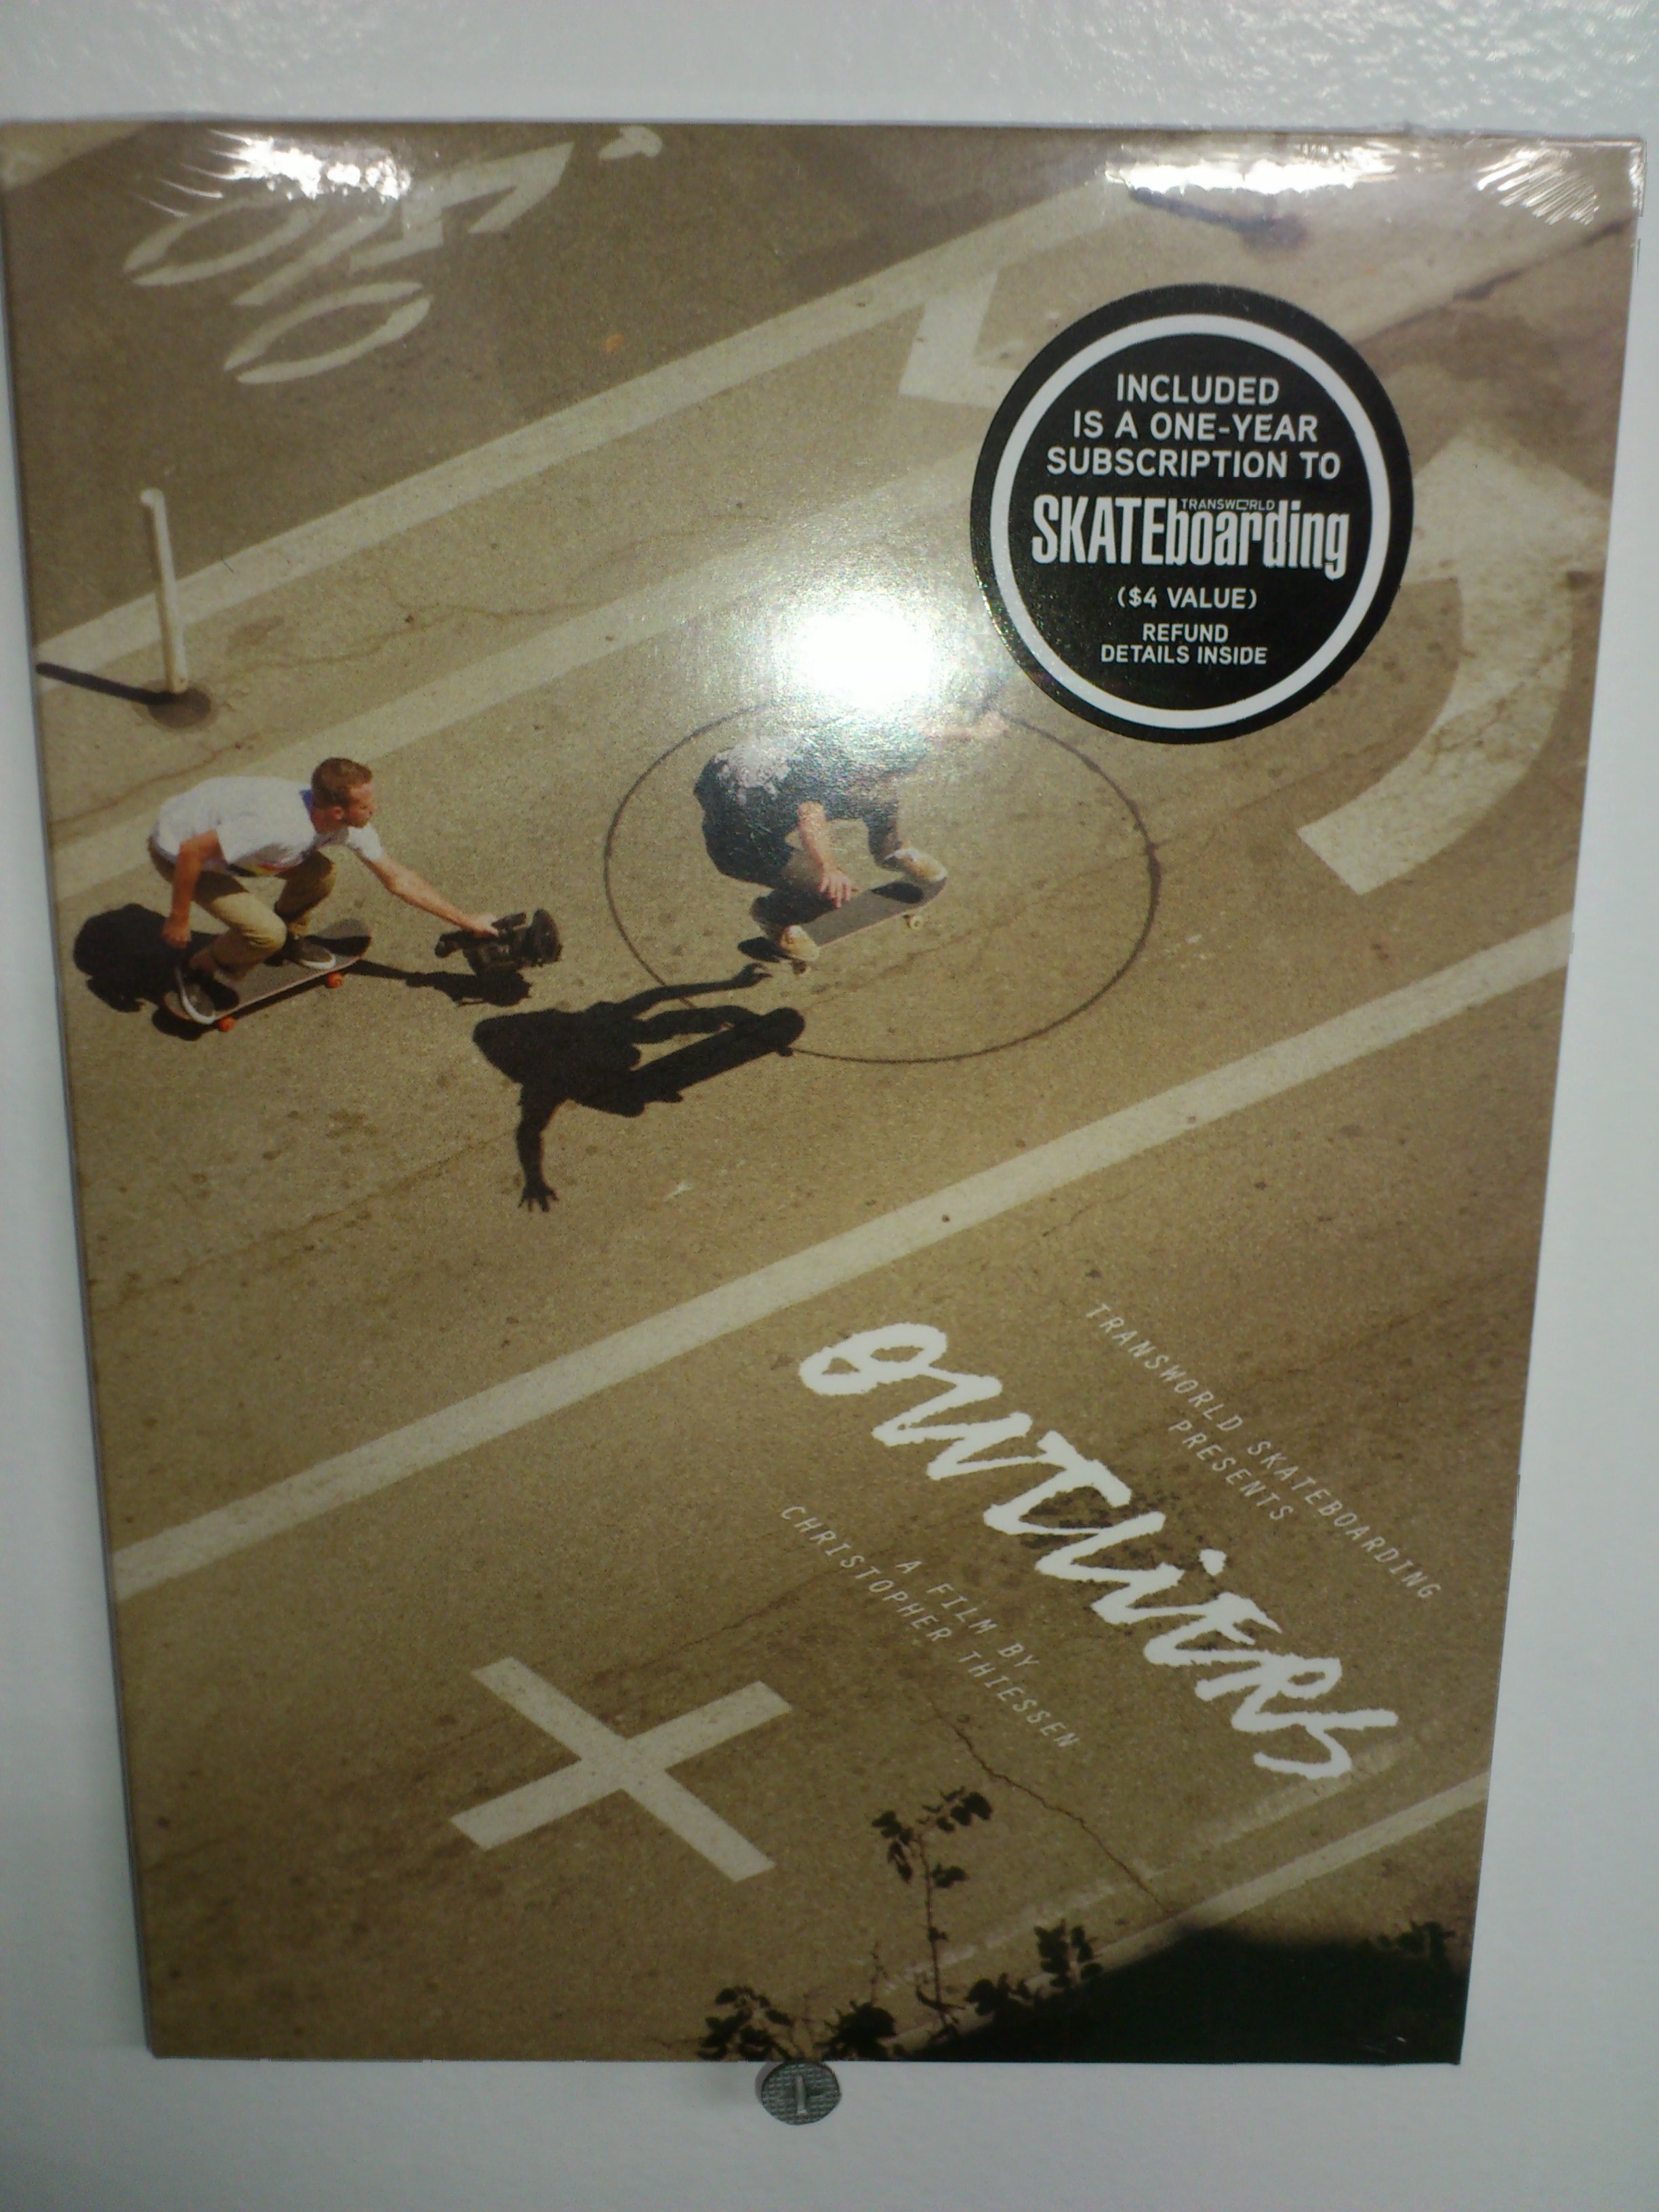 INCLUDED
IS A ONE-YEAR
SUBSCRIPTION TO
TRANSWORLD
SKATEboarding
($4 VALUE)
REFUND
DETAILS INSIDE
TRANSWORLD SKATEBOARDING
PRESENTS
OUTLiERS
A FILM BY
CHRISTOPHER THIESSEN